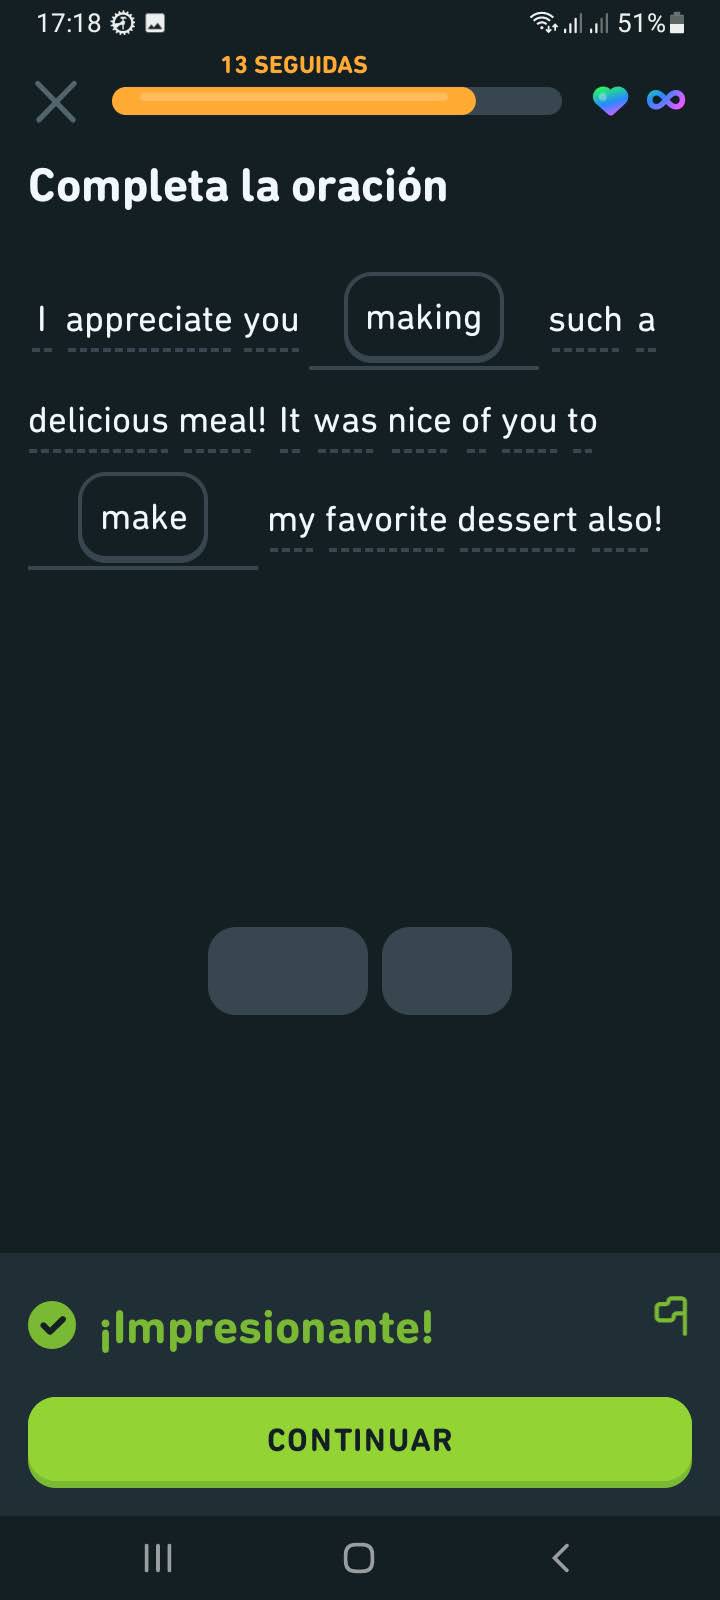 17:18 51%
13 SEGUIDAS
Completa la oración
I appreciate you making such a
delicious meal! It was nice of you to
make my favorite dessert also!
¡Impresionante!
CONTINUAR